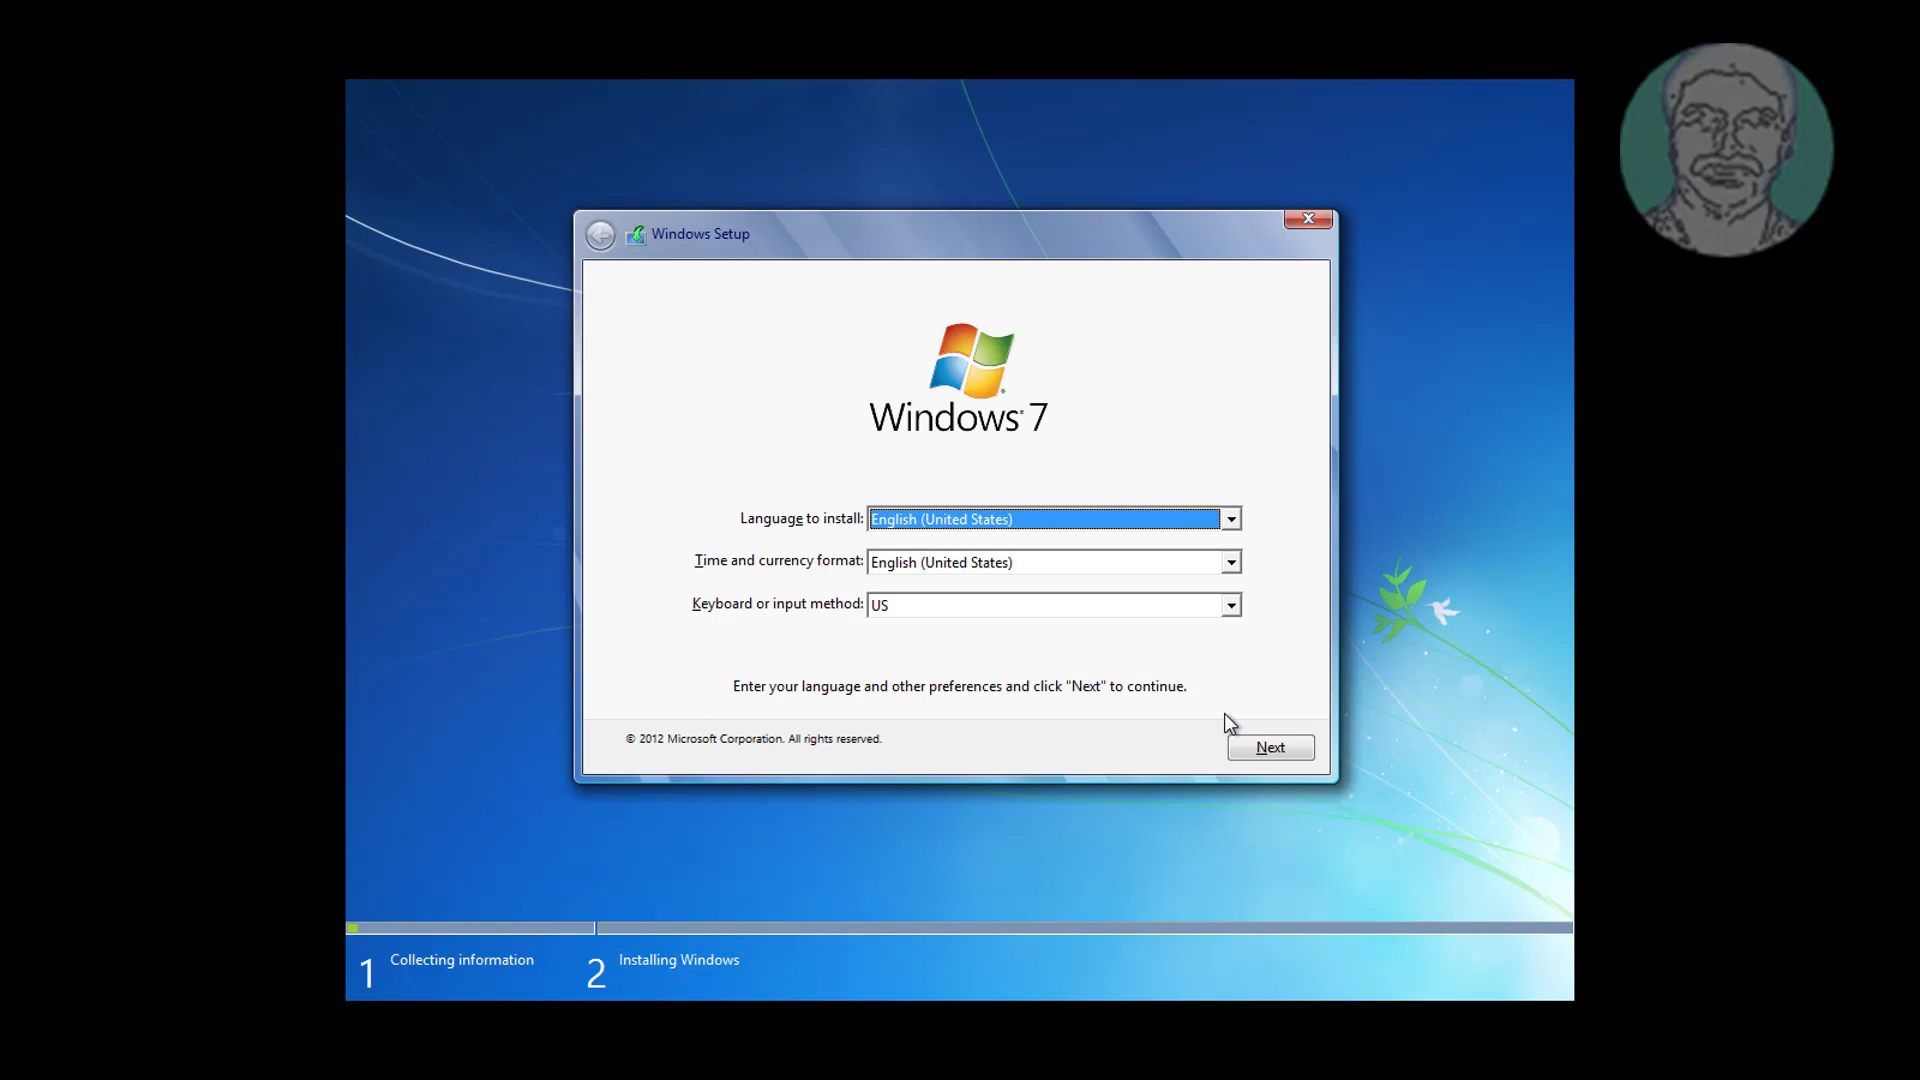 Windows Setup
Windows 7
Language to install: English (United States)
Time and currency format: English (United States)
Keyboard or input method: US
Enter your language and other preferences and click "Next" to continue.
© 2012 Microsoft Corporation. All rights reserved.
Next
1 Collecting information
2 Installing Windows